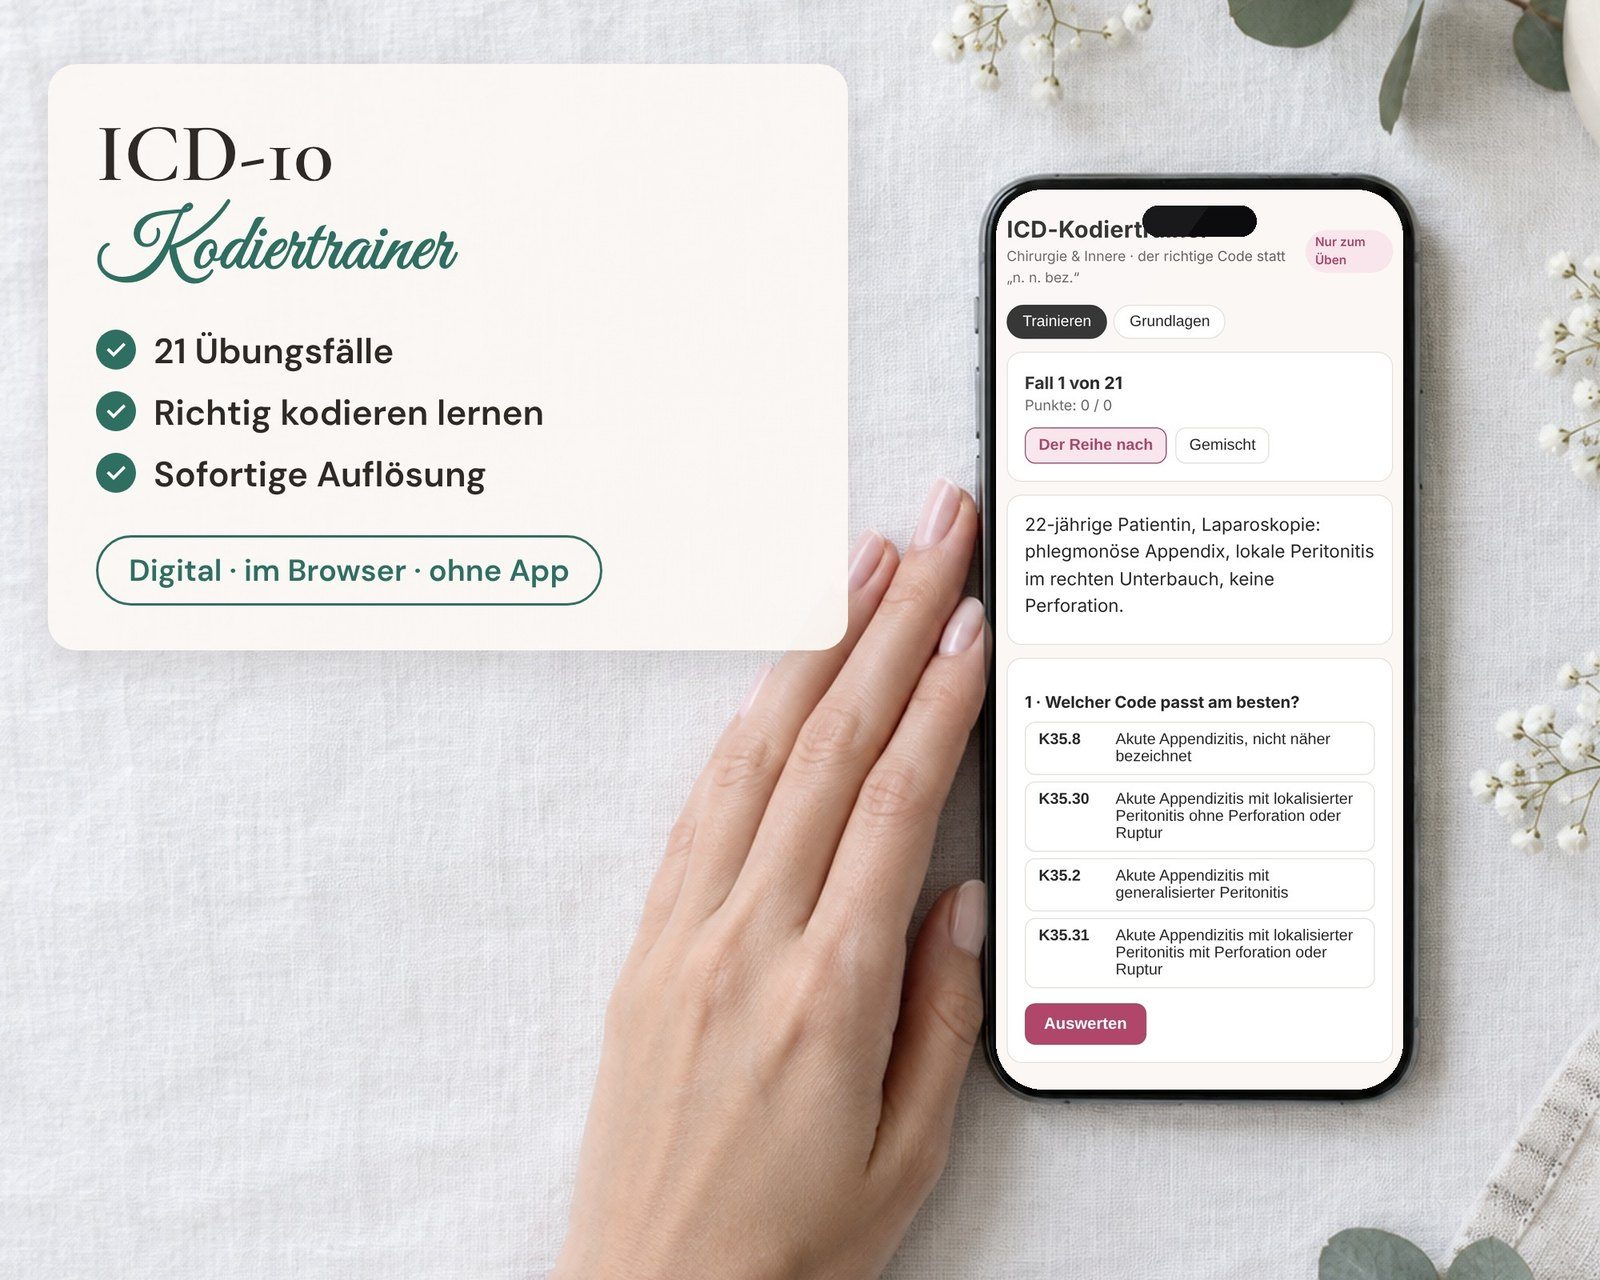 ICD-10
Kodiertrainer
21 Übungsfälle
Richtig kodieren lernen
Sofortige Auflösung
Digital · im Browser · ohne App
Chirurgie & Innere · der richtige Code statt
„n. n. bez.“
Nur zum
Üben
Trainieren
Grundlagen
Fall 1 von 21
Punkte: 0 / 0
Der Reihe nach
Gemischt
22-jährige Patientin, Laparoskopie:
phlegmonöse Appendix, lokale Peritonitis
im rechten Unterbauch, keine
Perforation.
1 · Welcher Code passt am besten?
K35.8 Akute Appendizitis, nicht näher
bezeichnet
K35.30 Akute Appendizitis mit lokalisierter
Peritonitis ohne Perforation oder
Ruptur
K35.2 Akute Appendizitis mit
generalisierter Peritonitis
K35.31 Akute Appendizitis mit lokalisierter
Peritonitis mit Perforation oder
Ruptur
Auswerten